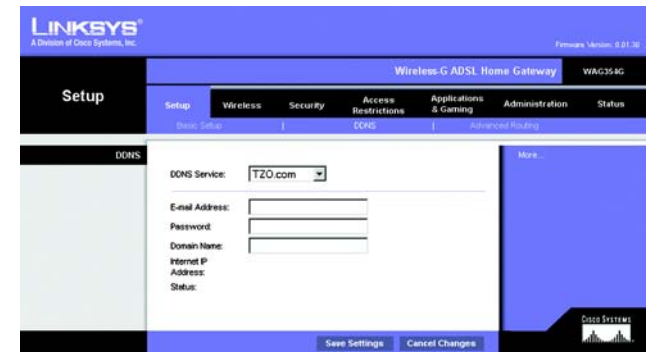 LINKSYS®
A Division of Cisco Systems, Inc.
Firmware Version: 0.01.30
Wireless-G ADSL Home Gateway WAG354G
Setup
Setup Wireless Security Access Restrictions Applications & Gaming Administration Status
Basic Setup | DDNS | Advanced Routing
DDNS
More...
DDNS Service: TZO.com
E-mail Address:
Password:
Domain Name:
Internet IP
Address:
Status:
Save Settings Cancel Changes
CISCO SYSTEMS